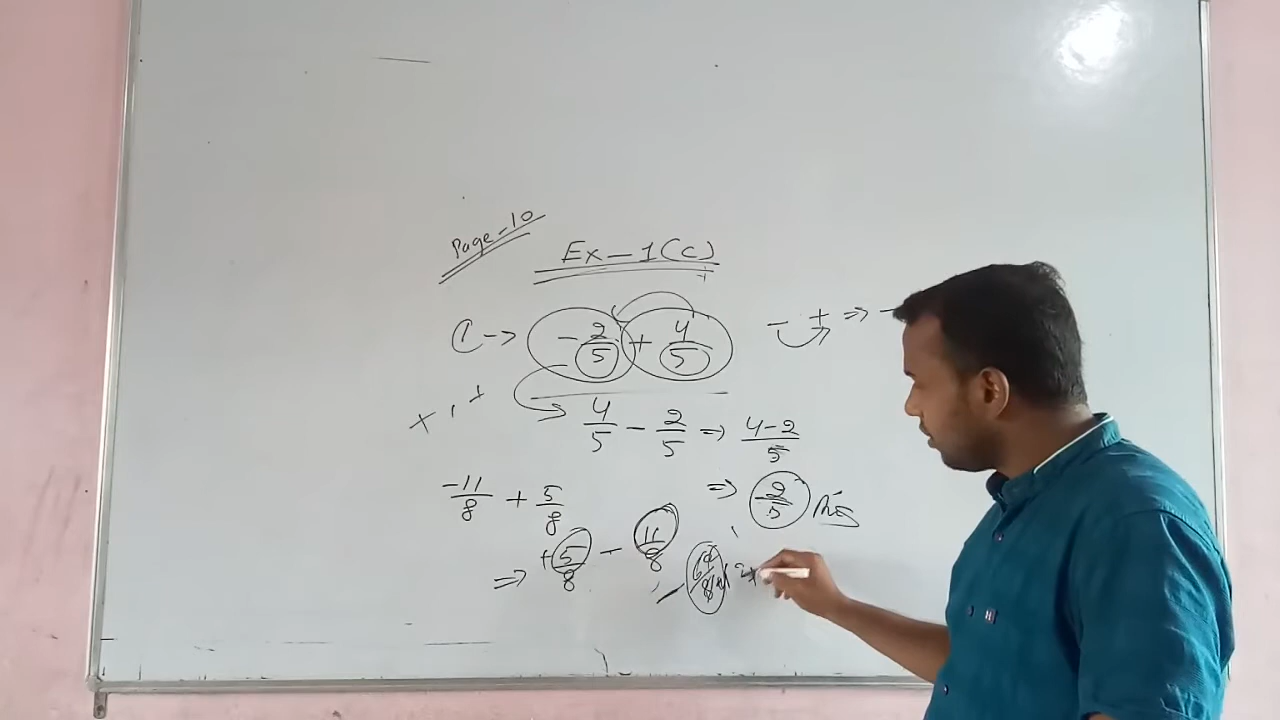 Page-10
Ex-1(c)
① → -2/5 + 4/5
- + ⇒ -
+ , +
4/5 - 2/5 ⇒ 4-2/5
-11/8 + 5/8
⇒ 2/5 Ans
⇒ +5/8 - 11/8